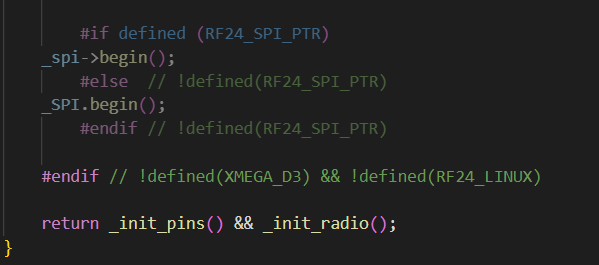 #if defined (RF24_SPI_PTR)
_spi->begin();
#else  // !defined(RF24_SPI_PTR)
_SPI.begin();
#endif // !defined(RF24_SPI_PTR)
#endif // !defined(XMEGA_D3) && !defined(RF24_LINUX)
return _init_pins() && _init_radio();
}